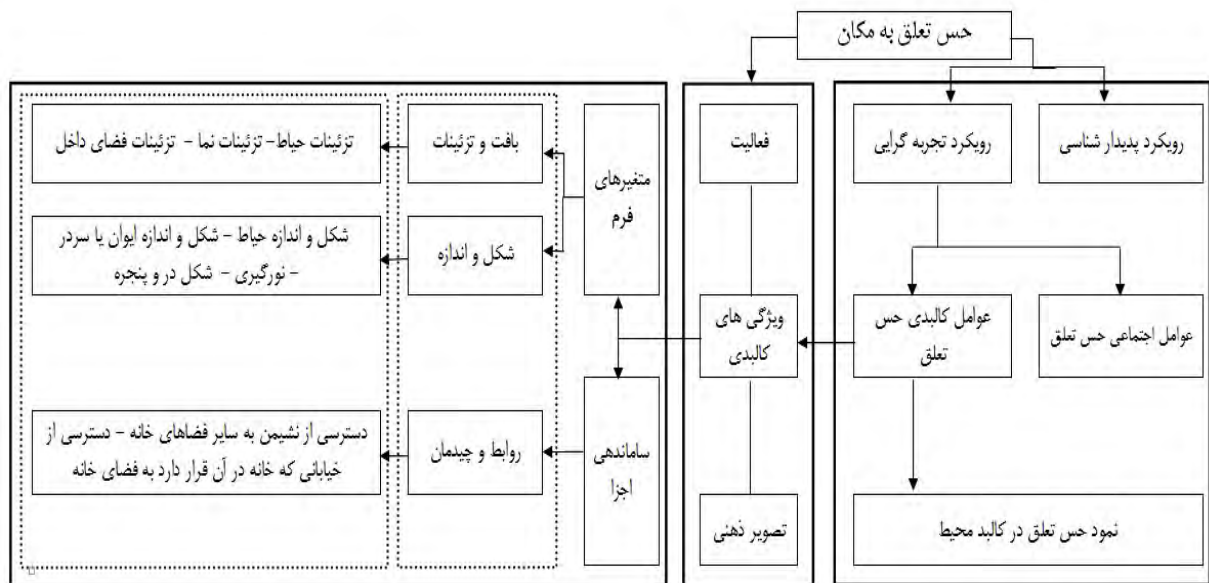 حس تعلق به مکان
رویکرد پدیدار شناسی
رویکرد تجربه گرایی
عوامل اجتماعی حس تعلق
عوامل کالبدی حس
تعلق
نمود حس تعلق در کالبد محیط
فعالیت
ویژگی های
کالبدی
تصویر ذهنی
متغیرهای
فرم
ساماندهی
اجزا
بافت و تزئینات
شکل و اندازه
روابط و چیدمان
تزئینات حیاط- تزئینات نما - تزئینات فضای داخل
شکل و اندازه حیاط - شکل و اندازه ایوان یا سردر
- نورگیری - شکل در و پنجره
دسترسی از نشیمن به سایر فضاهای خانه - دسترسی از
خیابانی که خانه در آن قرار دارد به فضای خانه